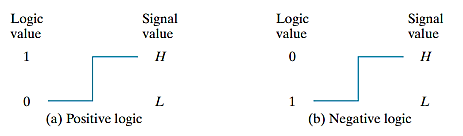 Logic Signal Logic Signal
value value value value
1 H 0 H
0 L 1 L
(a) Positive logic (b) Negative logic